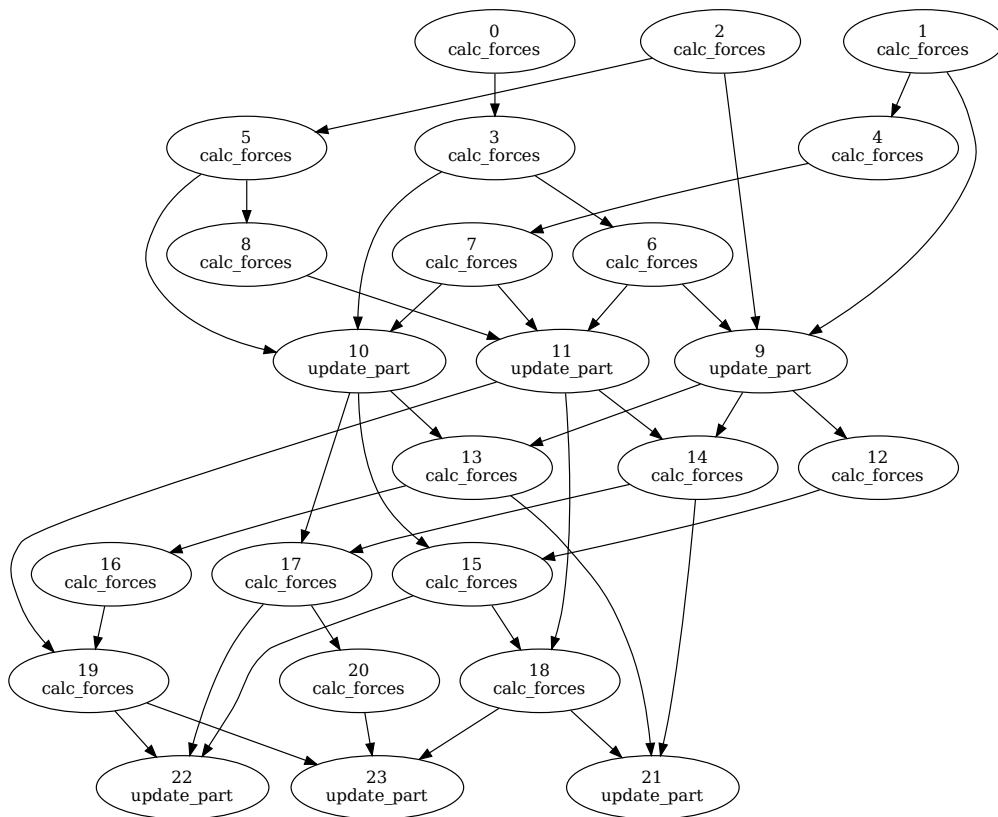 0
calc_forces
2
calc_forces
1
calc_forces
5
calc_forces
3
calc_forces
4
calc_forces
8
calc_forces
7
calc_forces
6
calc_forces
10
update_part
11
update_part
9
update_part
13
calc_forces
14
calc_forces
12
calc_forces
16
calc_forces
17
calc_forces
15
calc_forces
19
calc_forces
20
calc_forces
18
calc_forces
22
update_part
23
update_part
21
update_part